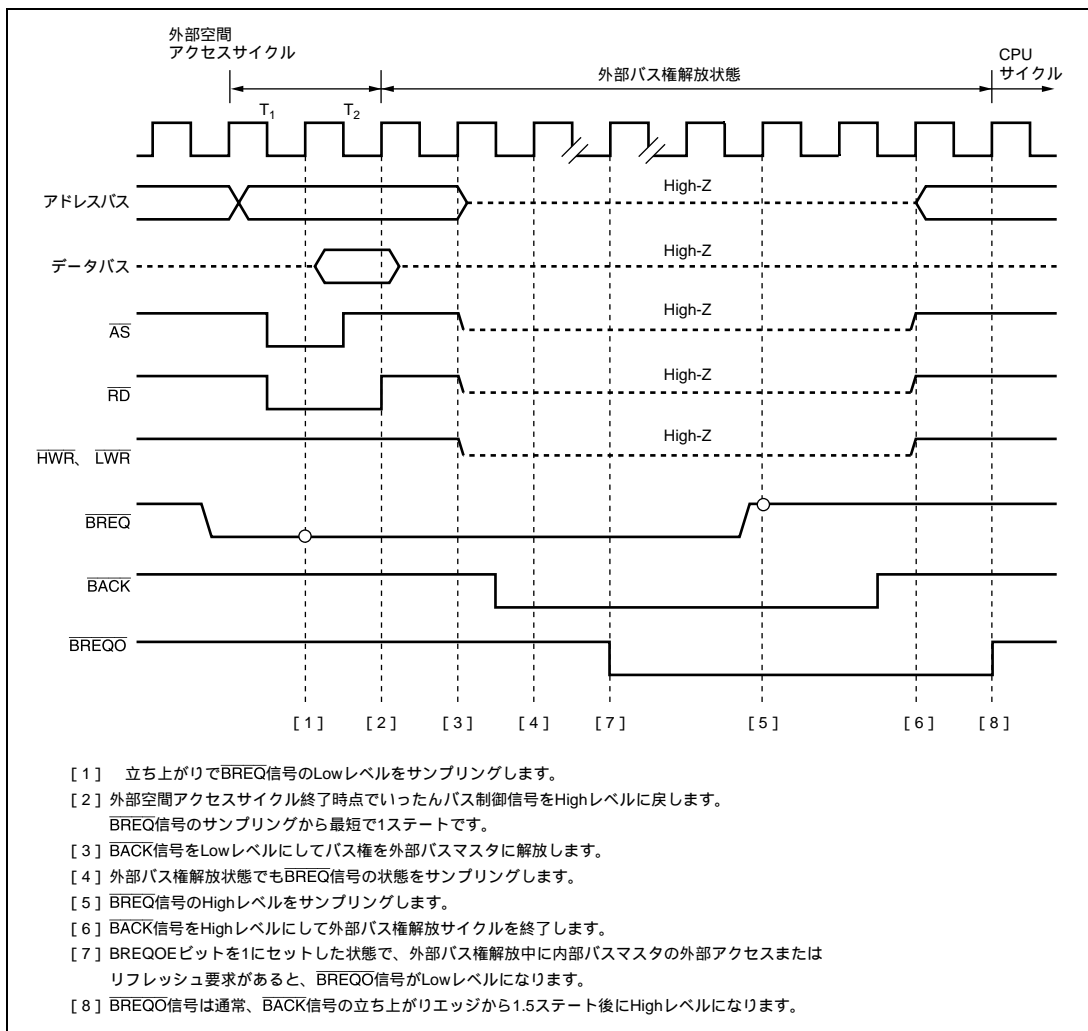 外部空間
アクセスサイクル
外部バス権解放状態
CPU
サイクル
T1
T2
アドレスバス
High-Z
データバス
High-Z
AS
High-Z
RD
High-Z
HWR、 LWR
High-Z
BREQ
BACK
BREQO
[1] [2] [3] [4] [7] [5] [6] [8]
[1] 立ち上がりでBREQ信号のLowレベルをサンプリングします。
[2] 外部空間アクセスサイクル終了時点でいったんバス制御信号をHighレベルに戻します。
BREQ信号のサンプリングから最短で1ステートです。
[3] BACK信号をLowレベルにしてバス権を外部バスマスタに解放します。
[4] 外部バス権解放状態でもBREQ信号の状態をサンプリングします。
[5] BREQ信号のHighレベルをサンプリングします。
[6] BACK信号をHighレベルにして外部バス権解放サイクルを終了します。
[7] BREQOEビットを1にセットした状態で、外部バス権解放中に内部バスマスタの外部アクセスまたは
リフレッシュ要求があると、BREQO信号がLowレベルになります。
[8] BREQO信号は通常、BACK信号の立ち上がりエッジから1.5ステート後にHighレベルになります。